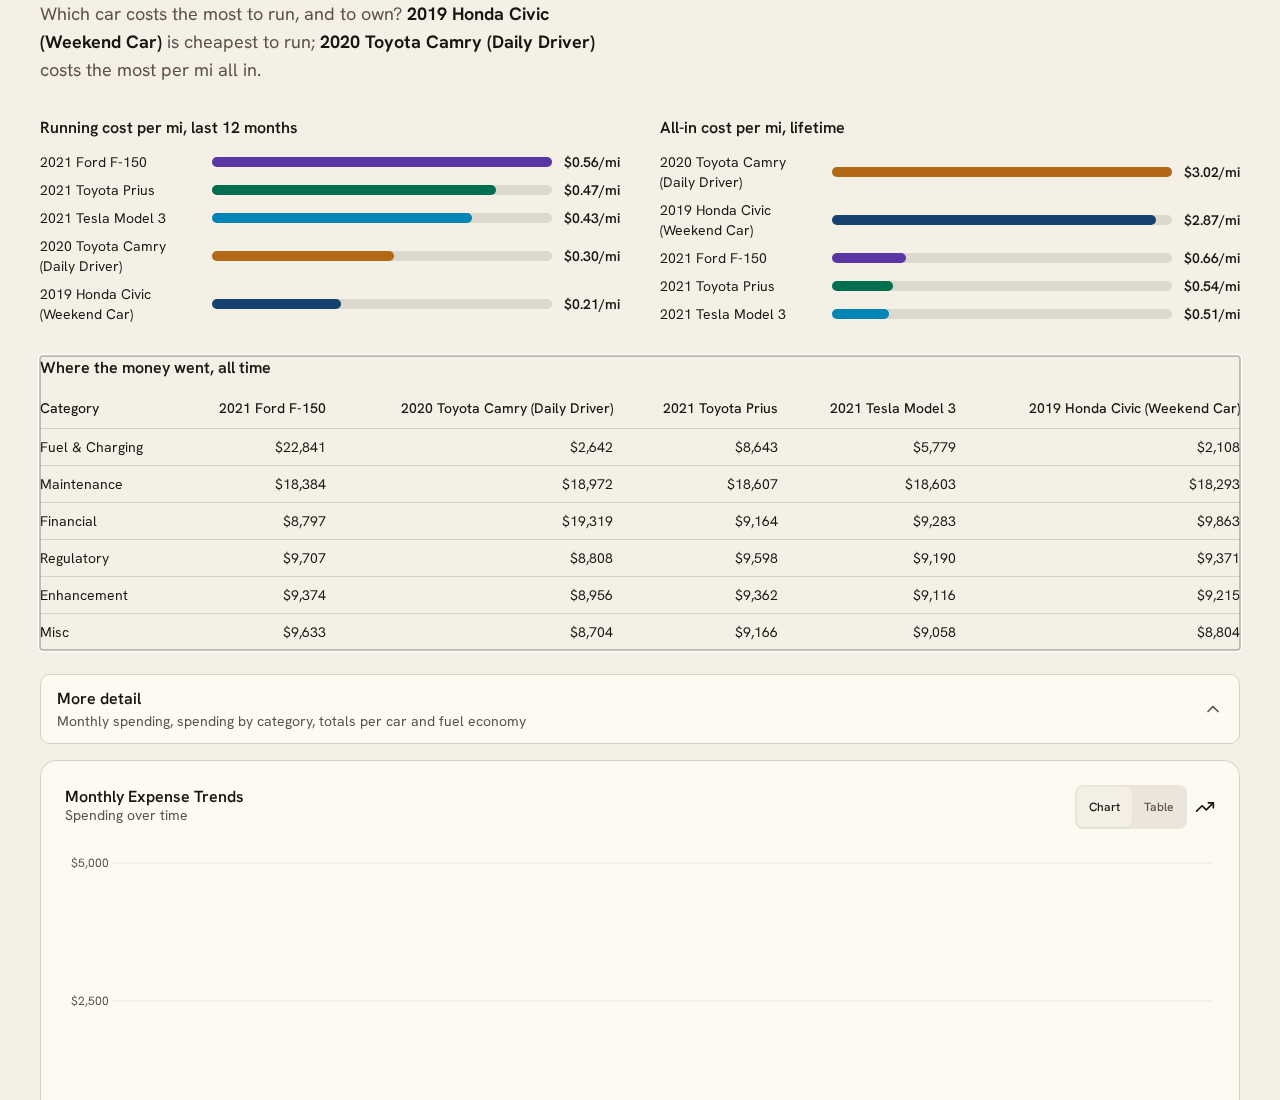 Which car costs the most to run, and to own? 2019 Honda Civic
(Weekend Car) is cheapest to run; 2020 Toyota Camry (Daily Driver)
costs the most per mi all in.
Running cost per mi, last 12 months
2021 Ford F-150 $0.56/mi
2021 Toyota Prius $0.47/mi
2021 Tesla Model 3 $0.43/mi
2020 Toyota Camry
(Daily Driver) $0.30/mi
2019 Honda Civic
(Weekend Car) $0.21/mi
All-in cost per mi, lifetime
2020 Toyota Camry
(Daily Driver) $3.02/mi
2019 Honda Civic
(Weekend Car) $2.87/mi
2021 Ford F-150 $0.66/mi
2021 Toyota Prius $0.54/mi
2021 Tesla Model 3 $0.51/mi
Where the money went, all time
Category 2021 Ford F-150 2020 Toyota Camry (Daily Driver) 2021 Toyota Prius 2021 Tesla Model 3 2019 Honda Civic (Weekend Car)
Fuel & Charging $22,841 $2,642 $8,643 $5,779 $2,108
Maintenance $18,384 $18,972 $18,607 $18,603 $18,293
Financial $8,797 $19,319 $9,164 $9,283 $9,863
Regulatory $9,707 $8,808 $9,598 $9,190 $9,371
Enhancement $9,374 $8,956 $9,362 $9,116 $9,215
Misc $9,633 $8,704 $9,166 $9,058 $8,804
More detail
Monthly spending, spending by category, totals per car and fuel economy
Monthly Expense Trends
Spending over time
Chart Table
$5,000
$2,500